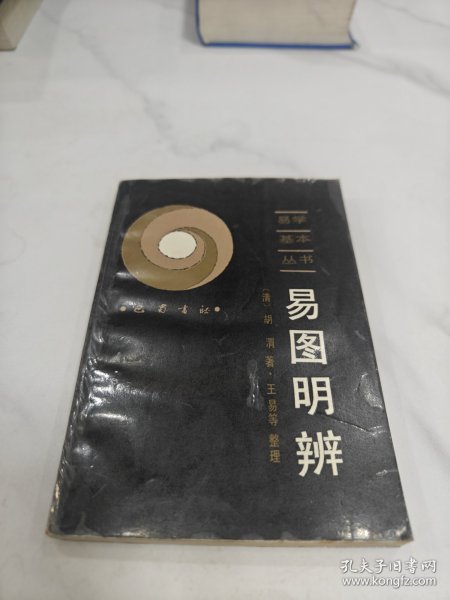 易学
基本
丛书
易图明辨
(清)胡渭著·王易等整理
•巴蜀书社•
孔夫子旧书网
www.kongfz.com